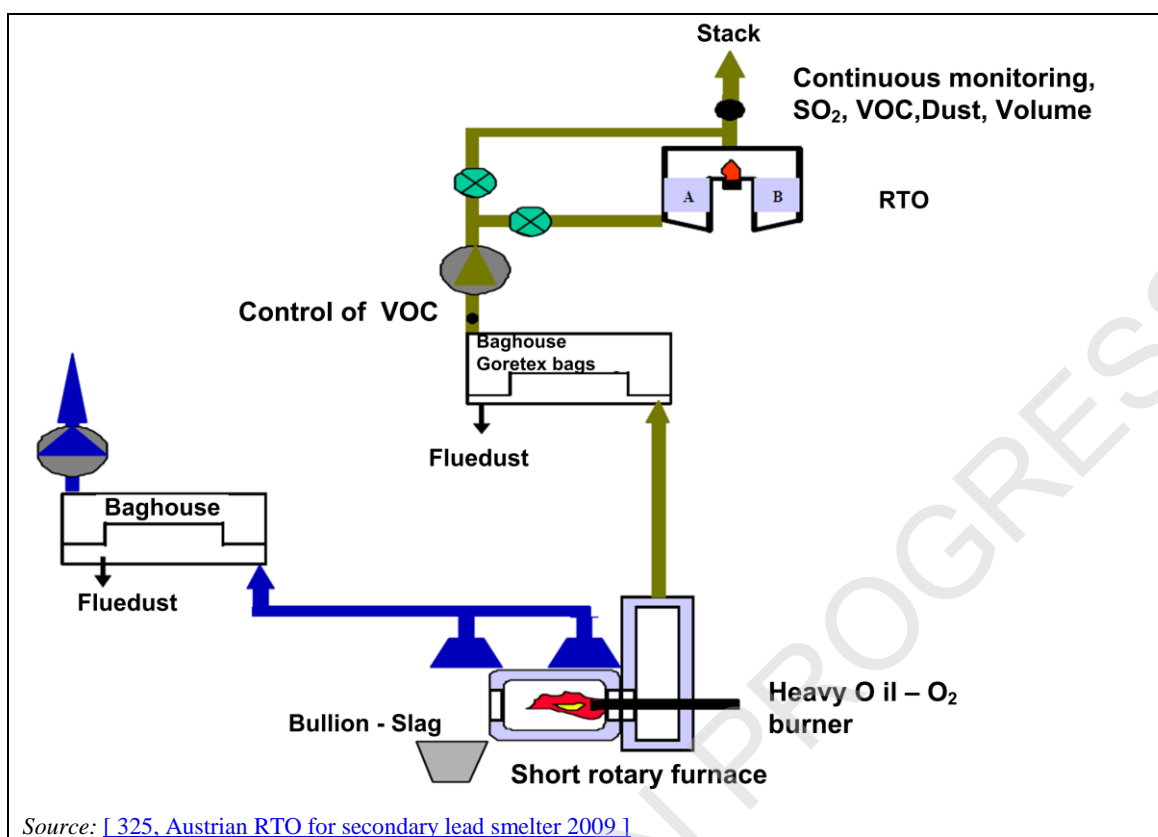 Stack
Continuous monitoring,
SO₂, VOC,Dust, Volume
A
B
RTO
Control of VOC
Baghouse
Goretex bags
Fluedust
Baghouse
Fluedust
Heavy O il – O₂
burner
Bullion - Slag
Short rotary furnace
Source: [ 325, Austrian RTO for secondary lead smelter 2009 ]
N PROGRES